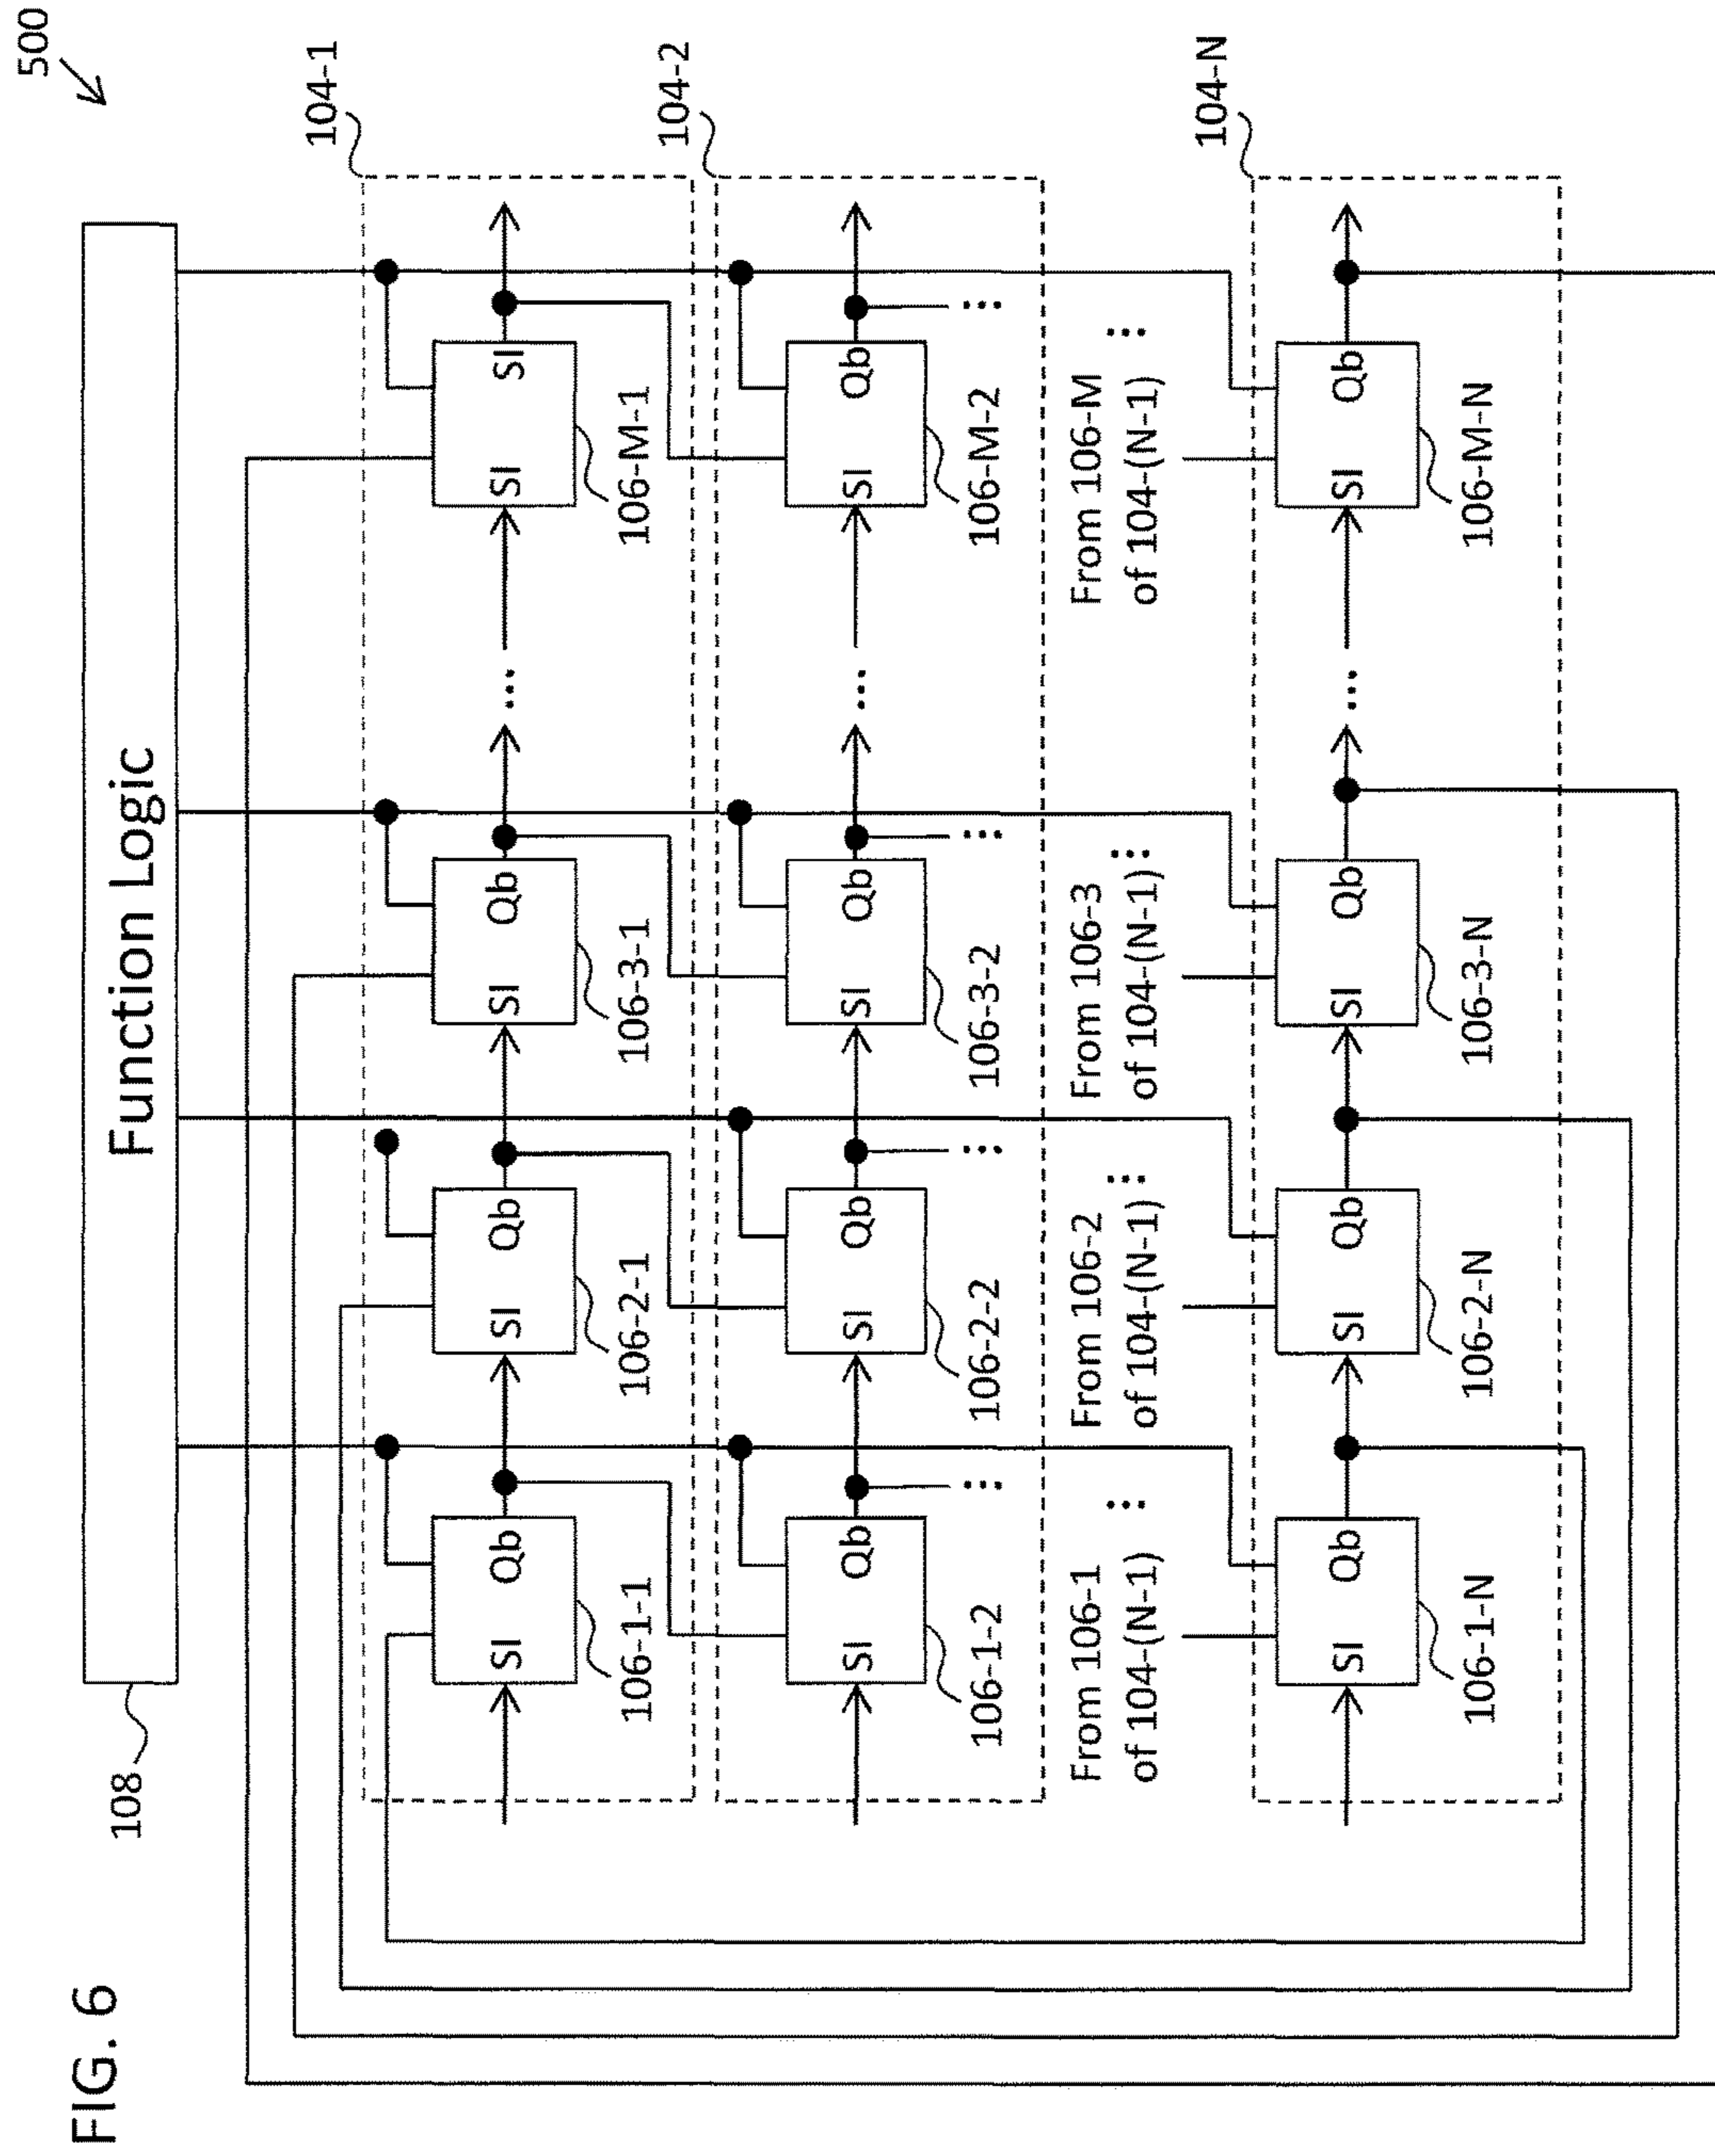 FIG. 6
500
108
Function Logic
104-1
SI
Qb
SI
Qb
SI
Qb
...
SI
SI
106-1-1
106-2-1
106-3-1
106-M-1
104-2
SI
Qb
SI
Qb
SI
Qb
...
SI
Qb
106-1-2
106-2-2
106-3-2
106-M-2
...
...
...
...
From 106-1
of 104-(N-1)
...
From 106-2
of 104-(N-1)
...
From 106-3
of 104-(N-1)
...
From 106-M
of 104-(N-1)
...
104-N
SI
Qb
SI
Qb
SI
Qb
...
SI
Qb
106-1-N
106-2-N
106-3-N
106-M-N